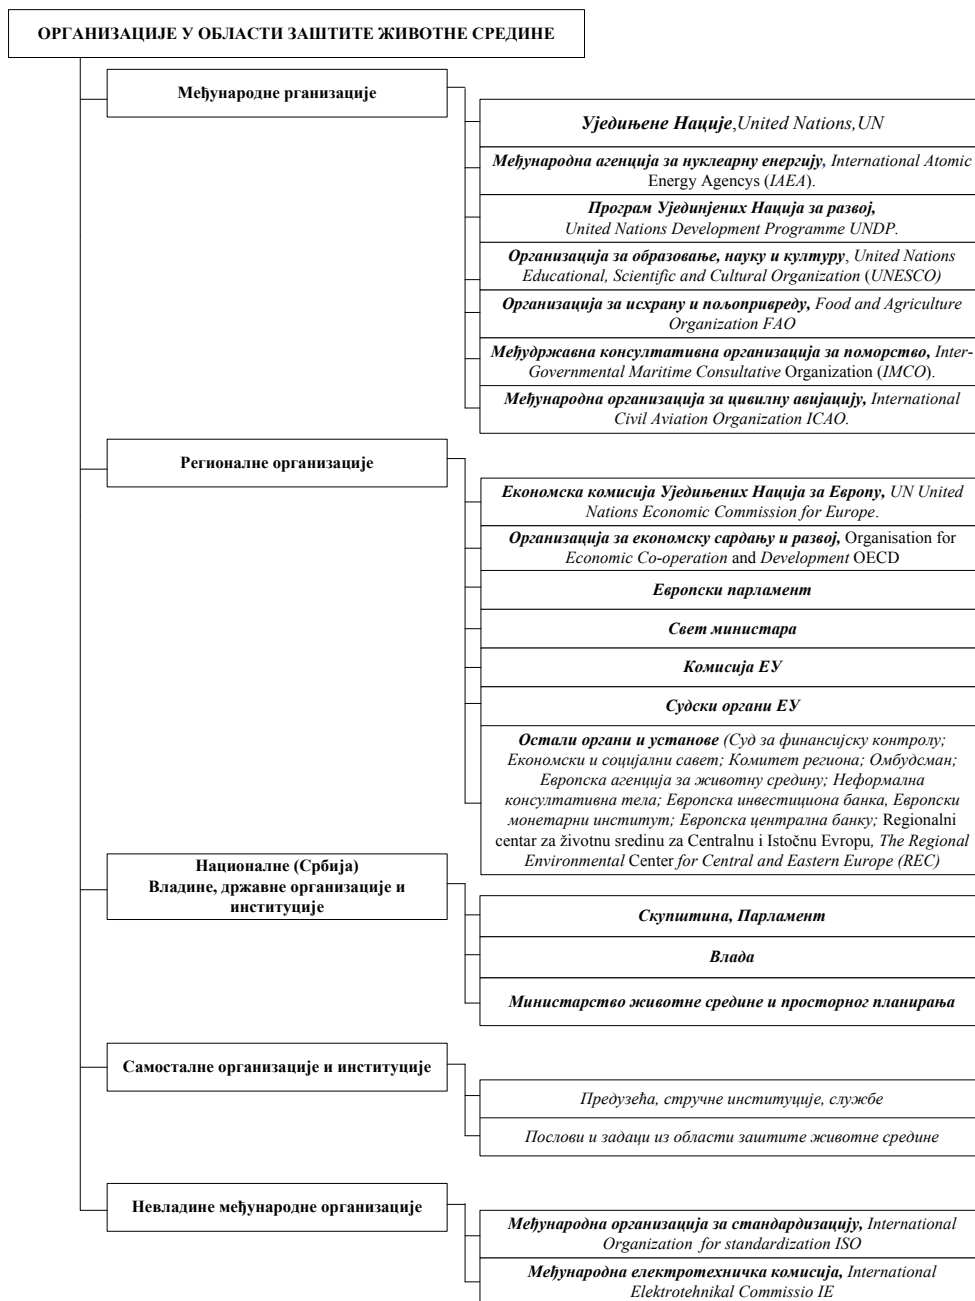 ОРГАНИЗАЦИЈЕ У ОБЛАСТИ ЗАШТИТЕ ЖИВОТНЕ СРЕДИНЕ
Међународне рганизације
Уједињене Нације,United Nations,UN
Међународна агенција за нуклеарну енергију, International Atomic
Energy Agencys (IAEA).
Програм Уједињених Нација за развој,
United Nations Development Programme UNDP.
Организација за образовање, науку и културу, United Nations
Educational, Scientific and Cultural Organization (UNESCO)
Организација за исхрану и пољопривреду, Food and Agriculture
Organization FAO
Међудржавна консултативна организација за поморство, Inter-
Governmental Maritime Consultative Organization (IMCO).
Међународна организација за цивилну авијацију, International
Civil Aviation Organization ICAO.
Регионалне организације
Економска комисија Уједињених Нација за Европу, UN United
Nations Economic Commission for Europe.
Организација за економску сардању и развој, Organisation for
Economic Co-operation and Development OECD
Европски парламент
Свет министара
Комисија ЕУ
Судски органи ЕУ
Остали органи и установе (Суд за финансијску контролу;
Економски и социјални савет; Комитет региона; Омбудсман;
Европска агенција за животну средину; Неформална
консултативна тела; Европска инвестициона банка, Европски
монетарни институт; Европска централна банку; Regionalni
centar za životnu sredinu za Centralnu i Istočnu Evropu, The Regional
Environmental Center for Central and Eastern Europe (REC)
Националне (Србија)
Владине, државне организације и
институције
Скупштина, Парламент
Влада
Министарство животне средине и просторног планирања
Самосталне организације и институције
Предузећа, стручне институције, службе
Послови и задаци из области заштите животне средине
Невладине међународне организације
Међународна организација за стандардизацију, International
Organization for standardization ISO
Међународна електротехничка комисија, International
Elektrotehnikal Commissio IE